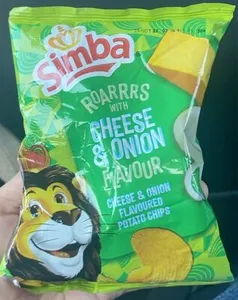 Simba
ROARRRS
WITH
CHEESE
& ONION
FLAVOUR
CHEESE & ONION
FLAVOURED
POTATO CHIPS